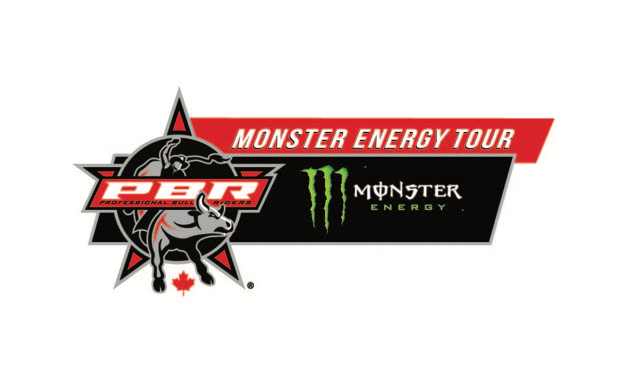 MONSTER ENERGY TOUR
PBR
PROFESSIONAL BULL RIDERS
MONSTER
ENERGY
®